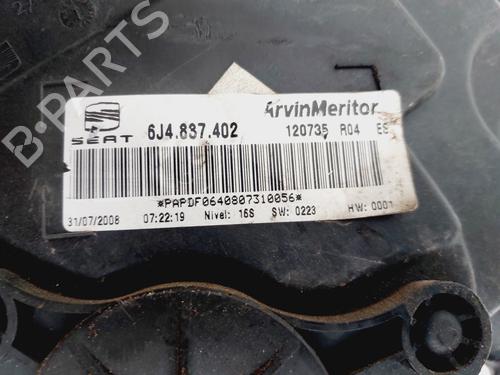 SEAT
6J4.837.402
ArvinMeritor
120735 R04 ES
*PAPDF0640807310056*
31/07/2008 07:22:19 Nivel: 16S SW: 0223 HW: 0001
B-PARTS